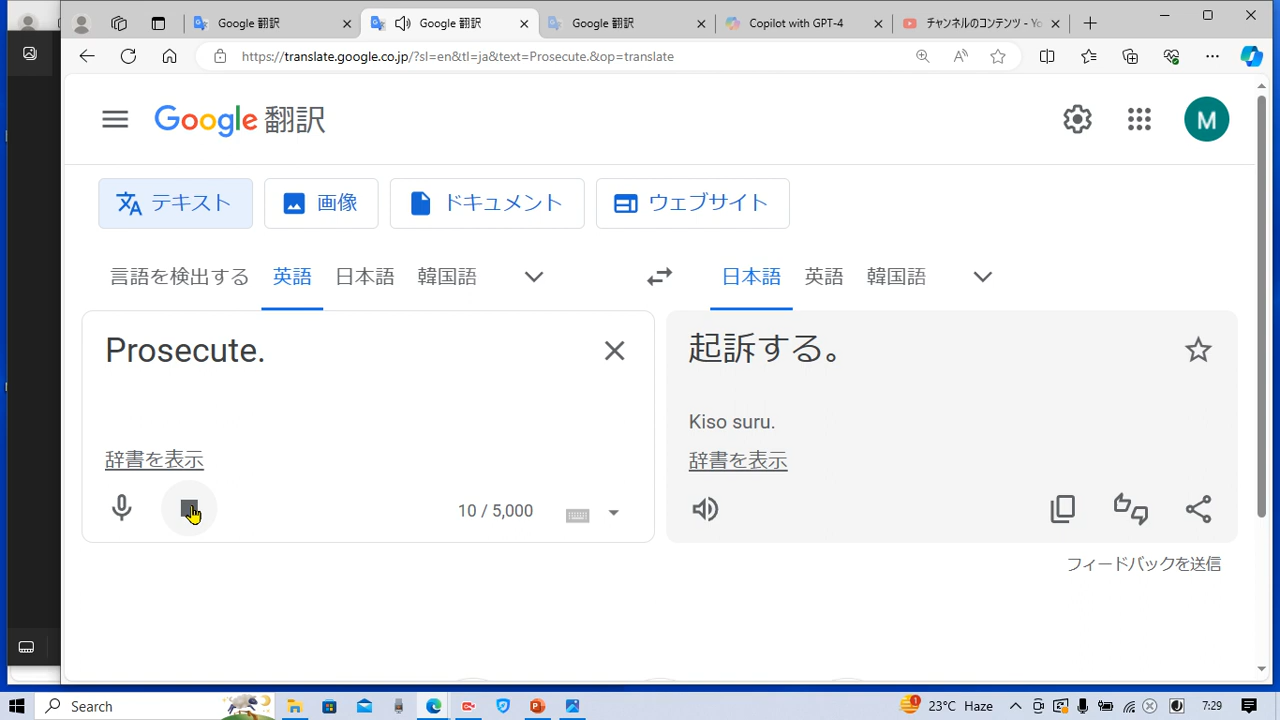 Google 翻訳
Google 翻訳
Google 翻訳
Copilot with GPT-4
チャンネルのコンテンツ - Yo
https://translate.google.co.jp/?sl=en&tl=ja&text=Prosecute.&op=translate
Google 翻訳
M
テキスト
画像
ドキュメント
ウェブサイト
言語を検出する 英語 日本語 韓国語
日本語 英語 韓国語
Prosecute.
起訴する。
Kiso suru.
辞書を表示
辞書を表示
10 / 5,000
フィードバックを送信
Search
1
23°C Haze
7:29